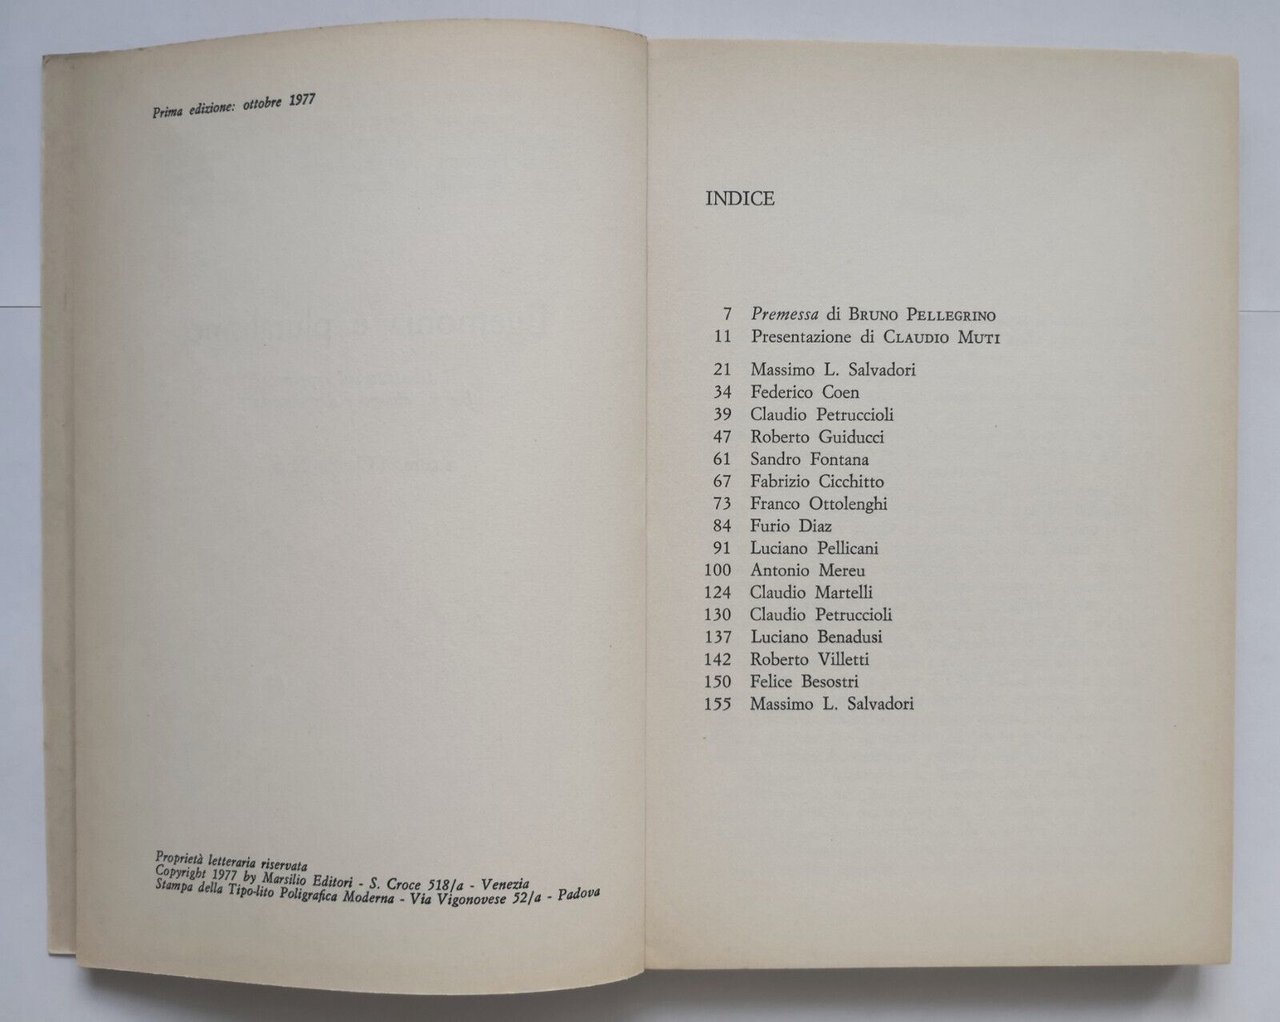 Prima edizione: ottobre 1977
Proprietà letteraria riservata
Copyright 1977 by Marsilio Editori - S. Croce 518/a - Venezia
Stampa della Tipo-lito Poligrafica Moderna - Via Vigonovese 52/a - Padova
INDICE
7 Premessa di BRUNO PELLEGRINO
11 Presentazione di CLAUDIO MUTI
21 Massimo L. Salvadori
34 Federico Coen
39 Claudio Petruccioli
47 Roberto Guiducci
61 Sandro Fontana
67 Fabrizio Cicchitto
73 Franco Ottolenghi
84 Furio Diaz
91 Luciano Pellicani
100 Antonio Mereu
124 Claudio Martelli
130 Claudio Petruccioli
137 Luciano Benadusi
142 Roberto Villetti
150 Felice Besostri
155 Massimo L. Salvadori